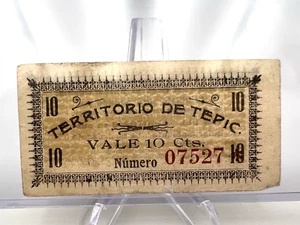 10 10
TERRITORIO DE TEPIC.
VALE 10 Cts.
10 Número 07527 10